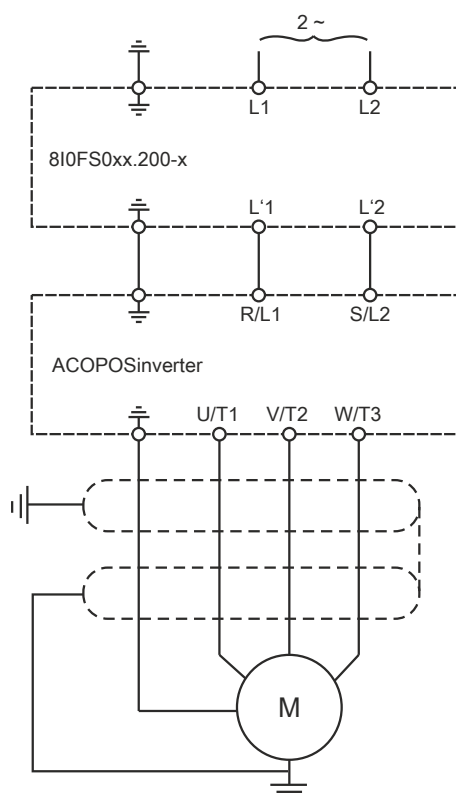 2 ~
L1 L2
8I0FS0xx.200-x
L‘1 L‘2
R/L1 S/L2
ACOPOSinverter
U/T1 V/T2 W/T3
M